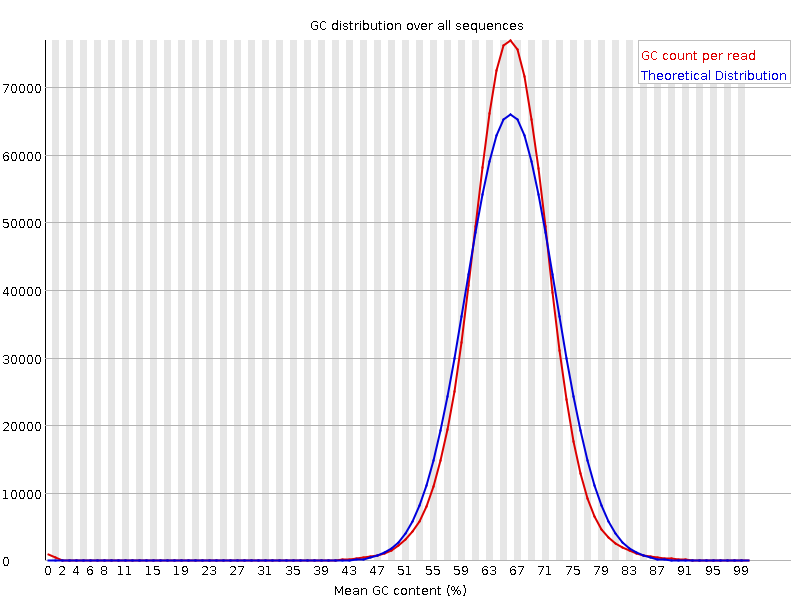 GC distribution over all sequences
GC count per read
Theoretical Distribution
70000
60000
50000
40000
30000
20000
10000
0
0 2 4 6 8 11 15 19 23 27 31 35 39 43 47 51 55 59 63 67 71 75 79 83 87 91 95 99
Mean GC content (%)